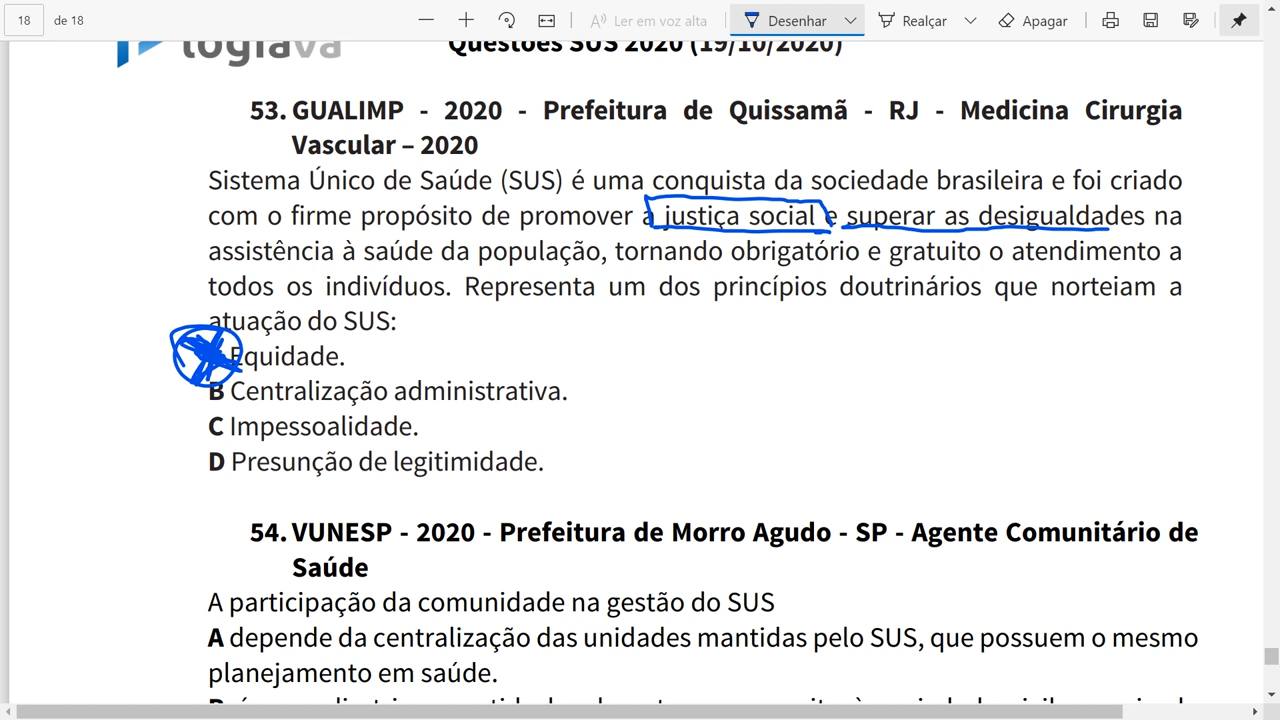 18 de 18 Ler em voz alta Desenhar Realçar Apagar
logiava
Questões SUS 2020 (19/10/2020)
53. GUALIMP - 2020 - Prefeitura de Quissamã - RJ - Medicina Cirurgia
Vascular – 2020
Sistema Único de Saúde (SUS) é uma conquista da sociedade brasileira e foi criado
com o firme propósito de promover a justiça social e superar as desigualdades na
assistência à saúde da população, tornando obrigatório e gratuito o atendimento a
todos os indivíduos. Representa um dos princípios doutrinários que norteiam a
atuação do SUS:
Equidade.
B Centralização administrativa.
C Impessoalidade.
D Presunção de legitimidade.
54. VUNESP - 2020 - Prefeitura de Morro Agudo - SP - Agente Comunitário de
Saúde
A participação da comunidade na gestão do SUS
A depende da centralização das unidades mantidas pelo SUS, que possuem o mesmo
planejamento em saúde.